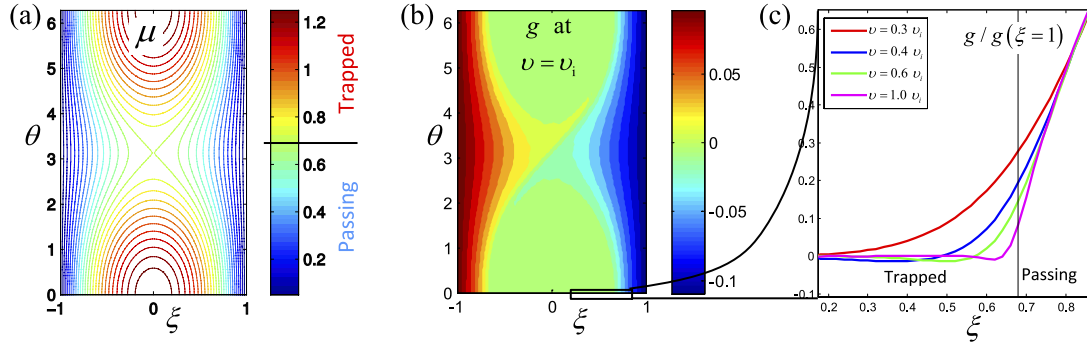 (a)
μ
6
5
4
3
2
1
0
θ
-1
0
1
ξ
1.2
1
0.8
0.6
0.4
0.2
Trapped
Passing
(b)
g at
υ = υi
6
5
4
3
2
1
0
θ
-1
0
1
ξ
0.05
0
-0.05
-0.1
(c)
υ = 0.3 υi
υ = 0.4 υi
υ = 0.6 υi
υ = 1.0 υi
g / g(ξ=1)
0.6
0.5
0.4
0.3
0.2
0.1
0
-0.1
Trapped
Passing
0.2 0.3 0.4 0.5 0.6 0.7 0.8
ξ